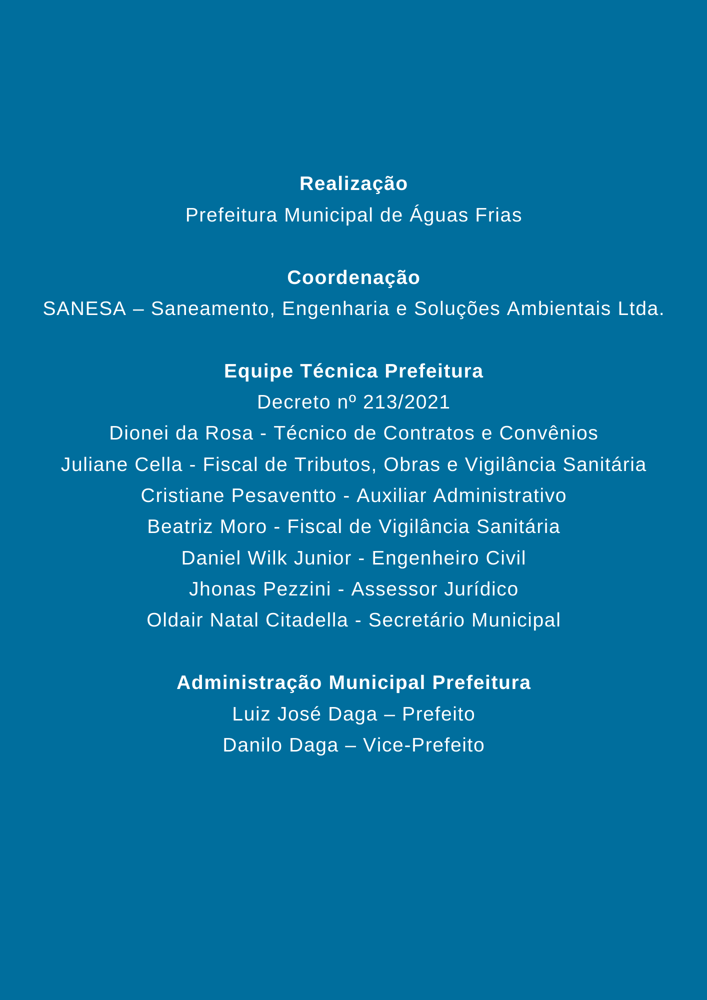 Realização
Prefeitura Municipal de Águas Frias
Coordenação
SANESA – Saneamento, Engenharia e Soluções Ambientais Ltda.
Equipe Técnica Prefeitura
Decreto nº 213/2021
Dionei da Rosa - Técnico de Contratos e Convênios
Juliane Cella - Fiscal de Tributos, Obras e Vigilância Sanitária
Cristiane Pesaventto - Auxiliar Administrativo
Beatriz Moro - Fiscal de Vigilância Sanitária
Daniel Wilk Junior - Engenheiro Civil
Jhonas Pezzini - Assessor Jurídico
Oldair Natal Citadella - Secretário Municipal
Administração Municipal Prefeitura
Luiz José Daga – Prefeito
Danilo Daga – Vice-Prefeito